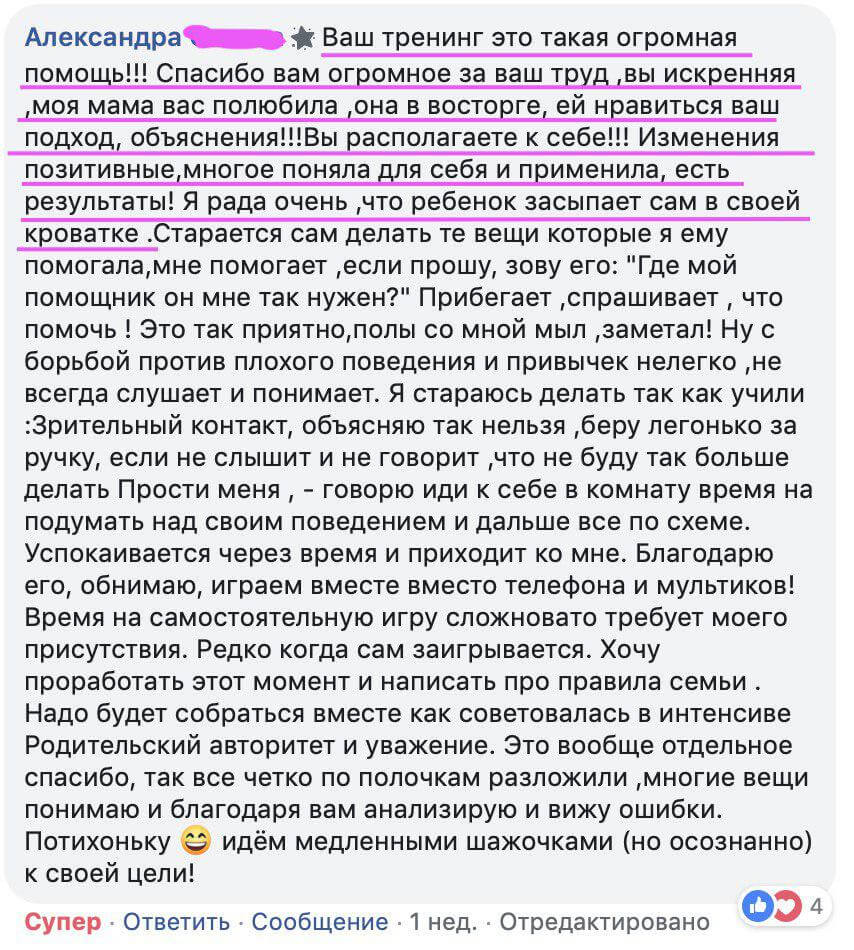 Александра Ваш тренинг это такая огромная
помощь!!! Спасибо вам огромное за ваш труд ,вы искренняя
,моя мама вас полюбила ,она в восторге, ей нравиться ваш
подход, объяснения!!!Вы располагаете к себе!!! Изменения
позитивные,многое поняла для себя и применила, есть
результаты! Я рада очень ,что ребенок засыпает сам в своей
кроватке .Старается сам делать те вещи которые я ему
помогала,мне помогает ,если прошу, зову его: "Где мой
помощник он мне так нужен?" Прибегает ,спрашивает , что
помочь ! Это так приятно,полы со мной мыл ,заметал! Ну с
борьбой против плохого поведения и привычек нелегко ,не
всегда слушает и понимает. Я стараюсь делать так как учили
:Зрительный контакт, объясняю так нельзя ,беру легонько за
ручку, если не слышит и не говорит ,что не буду так больше
делать Прости меня , - говорю иди к себе в комнату время на
подумать над своим поведением и дальше все по схеме.
Успокаивается через время и приходит ко мне. Благодарю
его, обнимаю, играем вместе вместо телефона и мультиков!
Время на самостоятельную игру сложновато требует моего
присутствия. Редко когда сам заигрывается. Хочу
проработать этот момент и написать про правила семьи .
Надо будет собраться вместе как советовалась в интенсиве
Родительский авторитет и уважение. Это вообще отдельное
спасибо, так все четко по полочкам разложили ,многие вещи
понимаю и благодаря вам анализирую и вижу ошибки.
Потихоньку 😄 идём медленными шажочками (но осознанно)
к своей цели!
Супер · Ответить · Сообщение · 1 нед. · Отредактировано 4